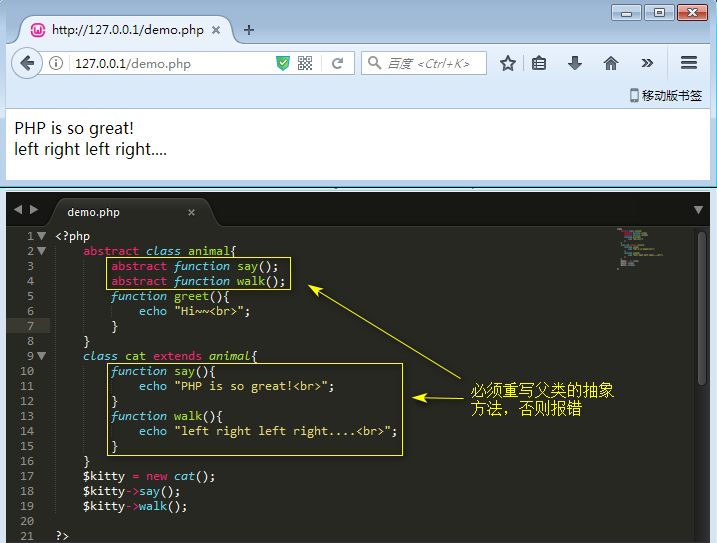 http://127.0.0.1/demo.php
127.0.0.1/demo.php
百度 <Ctrl+K>
移动版书签
PHP is so great!
left right left right....
demo.php
1 <?php
2 abstract class animal{
3 abstract function say();
4 abstract function walk();
5 function greet(){
6 echo "Hi~~<br>";
7 }
8 }
9 class cat extends animal{
10 function say(){
11 echo "PHP is so great!<br>";
12 }
13 function walk(){
14 echo "left right left right....<br>";
15 }
16 }
17 $kitty = new cat();
18 $kitty->say();
19 $kitty->walk();
20
21 ?>
必须重写父类的抽象
方法，否则报错